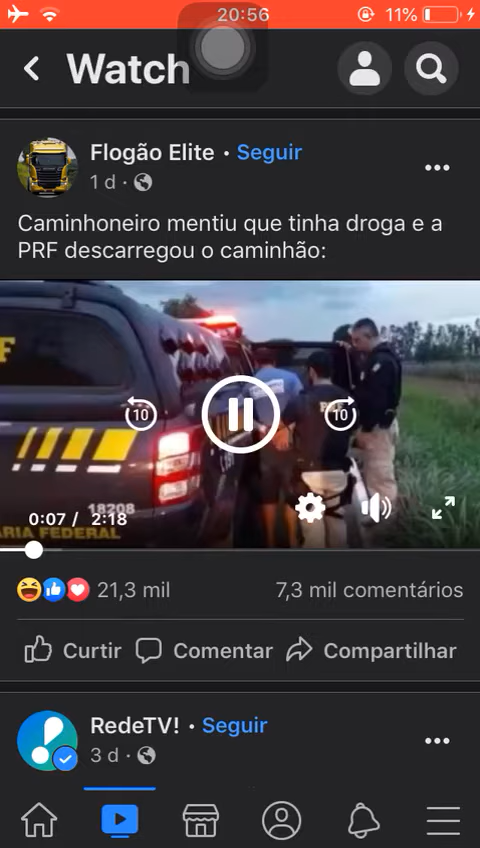 20:56
11%
Watch
Flogão Elite • Seguir
1 d
Caminhoneiro mentiu que tinha droga e a
PRF descarregou o caminhão:
F
10
10
18208
0:07 / 2:18
ARIA FEDERAL
21,3 mil
7,3 mil comentários
Curtir
Comentar
Compartilhar
RedeTV! • Seguir
3 d